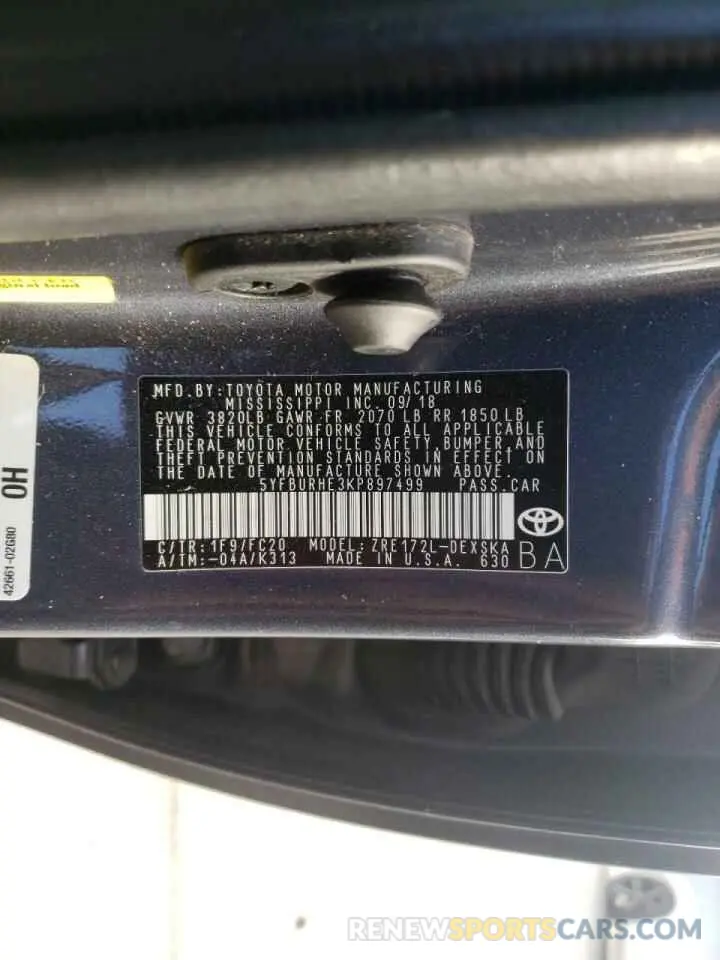 MFD. BY: TOYOTA MOTOR MANUFACTURING
MISSISSIPPI INC. 09/18
GVWR 3820LB GAWR FR 2070 LB RR 1850 LB
THIS VEHICLE CONFORMS TO ALL APPLICABLE
FEDERAL MOTOR VEHICLE SAFETY, BUMPER, AND
THEFT PREVENTION STANDARDS IN EFFECT ON
THE DATE OF MANUFACTURE SHOWN ABOVE.
5YFBURHE3KP897499 PASS.CAR
C/TR: 1F9/FC20 MODEL: ZRE172L-DEXSKA
A/TM: -04A/K313 MADE IN U.S.A. 630
BA
0H
42661-02G80
RENEWSPORTSCARS.COM